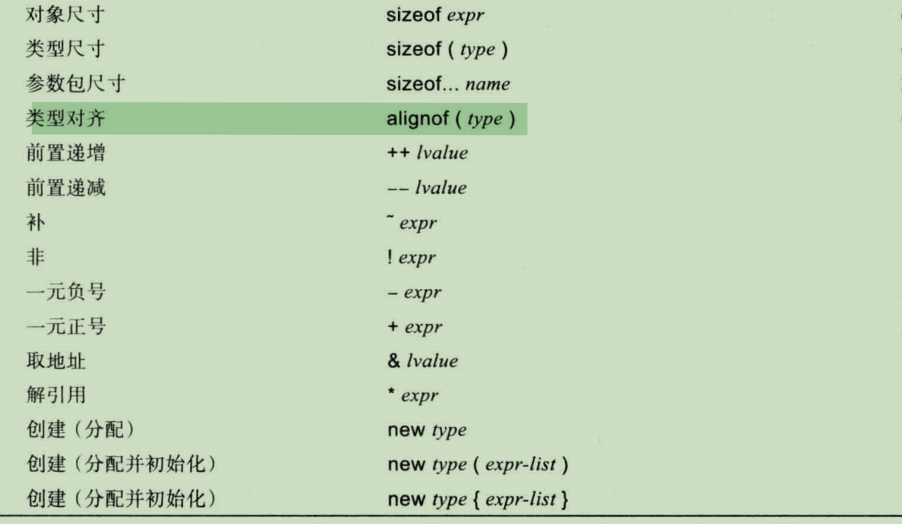 对象尺寸 sizeof expr
类型尺寸 sizeof ( type )
参数包尺寸 sizeof... name
类型对齐 alignof ( type )
前置递增 ++ lvalue
前置递减 -- lvalue
补 ~ expr
非 ! expr
一元负号 - expr
一元正号 + expr
取地址 & lvalue
解引用 * expr
创建（分配） new type
创建（分配并初始化） new type ( expr-list )
创建（分配并初始化） new type { expr-list }